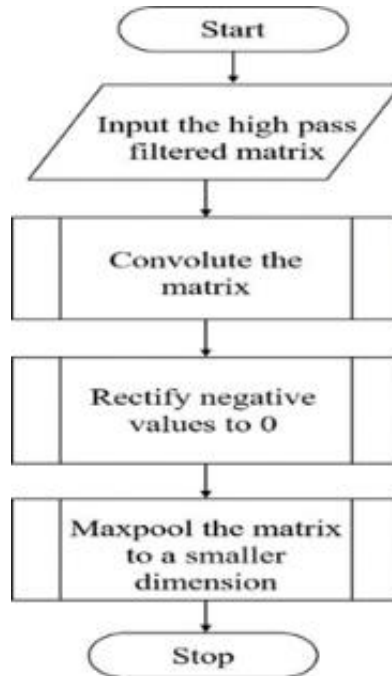 Start
Input the high pass
filtered matrix
Convolute the
matrix
Rectify negative
values to 0
Maxpool the matrix
to a smaller
dimension
Stop